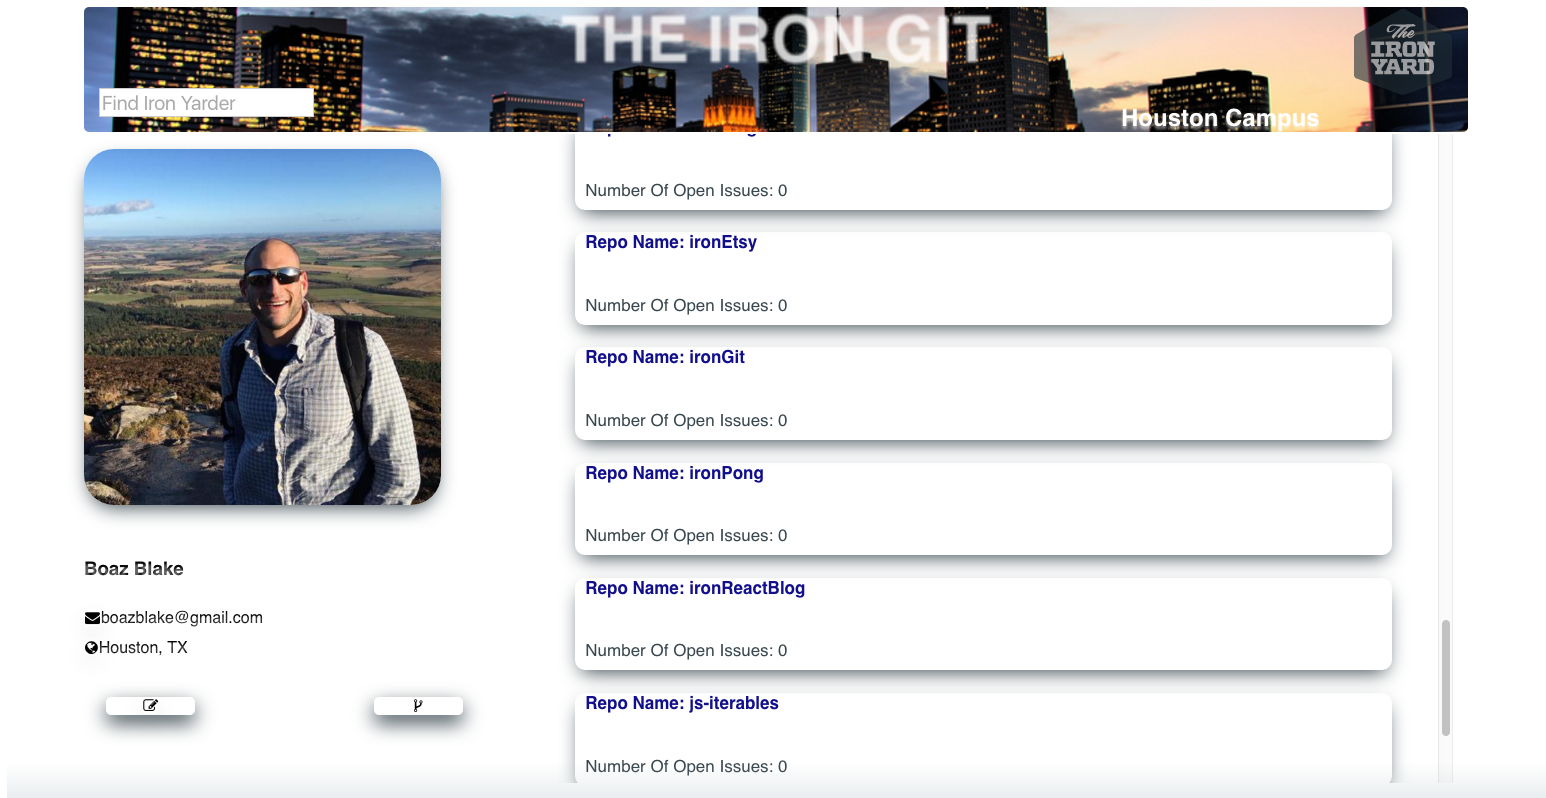 THE IRON GIT
The
IRON
YARD
Find Iron Yarder
Houston Campus
Number Of Open Issues: 0
Repo Name: ironEtsy
Number Of Open Issues: 0
Repo Name: ironGit
Number Of Open Issues: 0
Repo Name: ironPong
Number Of Open Issues: 0
Repo Name: ironReactBlog
Number Of Open Issues: 0
Repo Name: js-iterables
Number Of Open Issues: 0
Boaz Blake
boazblake@gmail.com
Houston, TX